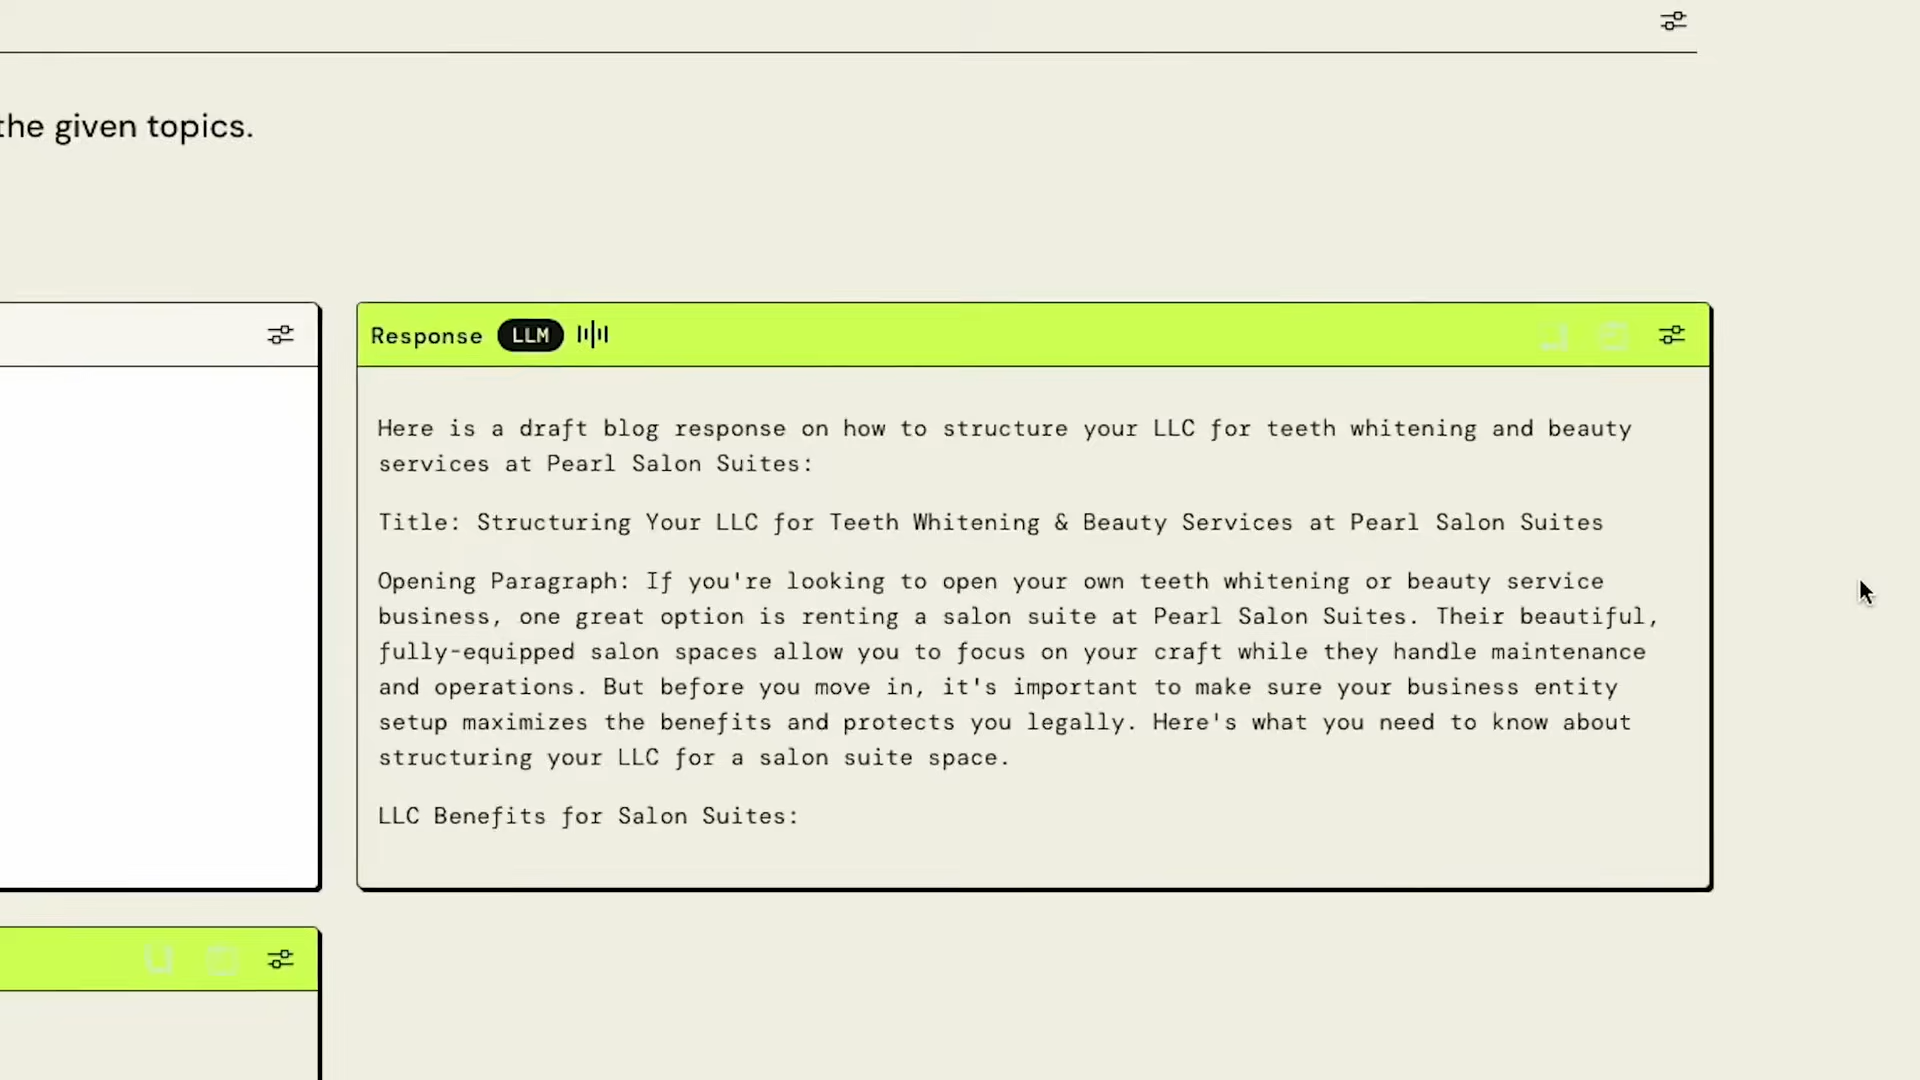 the given topics.
Response LLM
Here is a draft blog response on how to structure your LLC for teeth whitening and beauty
services at Pearl Salon Suites:
Title: Structuring Your LLC for Teeth Whitening & Beauty Services at Pearl Salon Suites
Opening Paragraph: If you're looking to open your own teeth whitening or beauty service
business, one great option is renting a salon suite at Pearl Salon Suites. Their beautiful,
fully-equipped salon spaces allow you to focus on your craft while they handle maintenance
and operations. But before you move in, it's important to make sure your business entity
setup maximizes the benefits and protects you legally. Here's what you need to know about
structuring your LLC for a salon suite space.
LLC Benefits for Salon Suites: